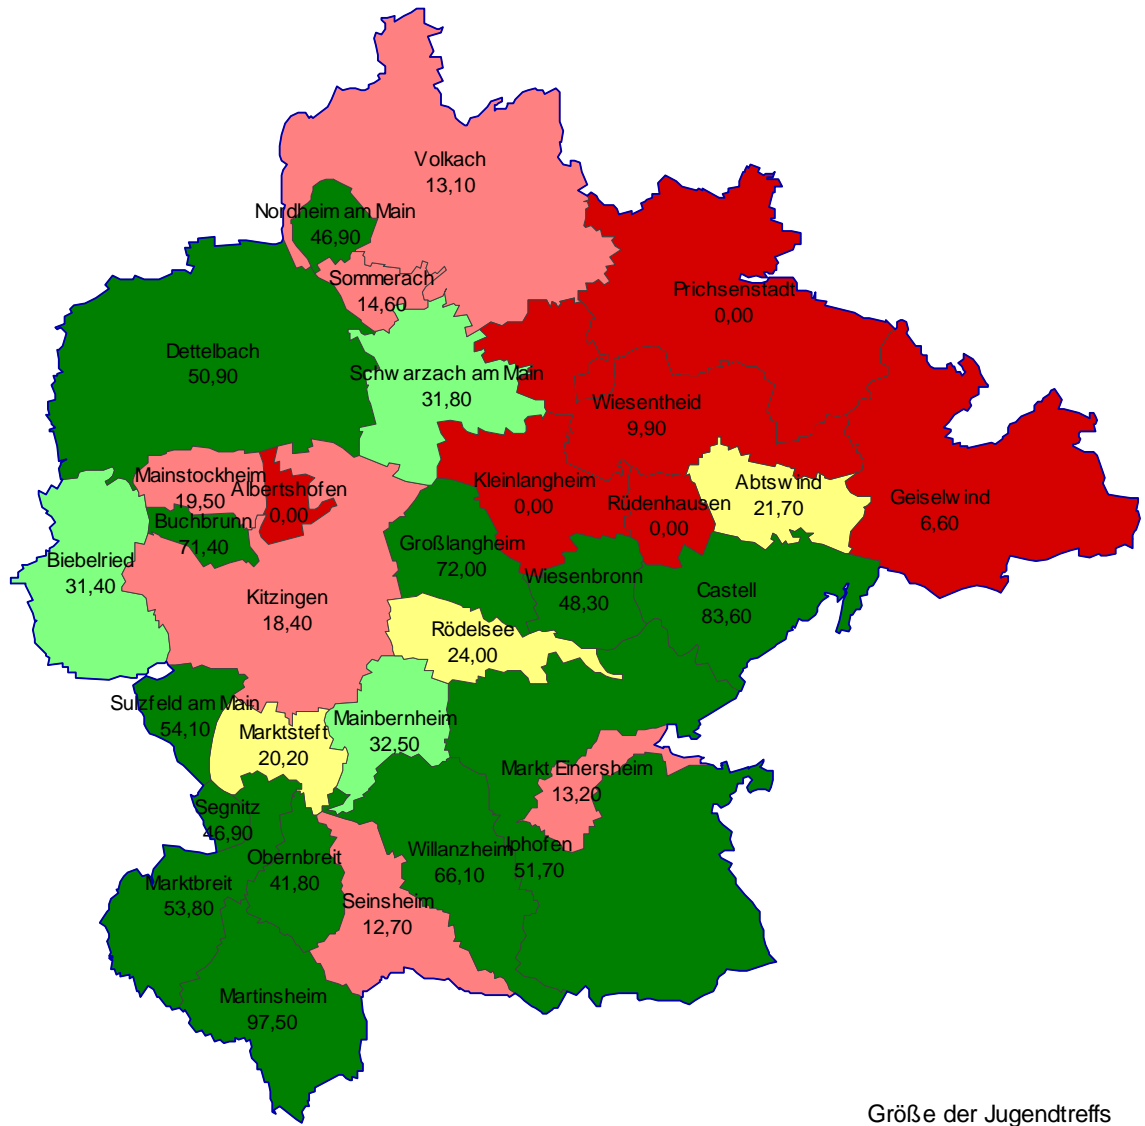 Volkach
13,10
Nordheim am Main
46,90
Sommerach
14,60
Prichsenstadt
0,00
Dettelbach
50,90
Schwarzach am Main
31,80
Wiesentheid
9,90
Mainstockheim
19,50
Albertshofen
0,00
Kleinlangheim
0,00
Rüdenhausen
0,00
Abtswind
21,70
Geiselwind
6,60
Buchbrunn
71,40
Biebelried
31,40
Großlangheim
72,00
Wiesenbronn
48,30
Castell
83,60
Kitzingen
18,40
Rödelsee
24,00
Sulzfeld am Main
54,10
Marktsteft
20,20
Mainbernheim
32,50
Markt Einersheim
13,20
Segnitz
46,90
Obernbreit
41,80
Willanzheim
66,10
Iphofen
51,70
Marktbreit
53,80
Seinsheim
12,70
Martinsheim
97,50
Größe der Jugendtreffs